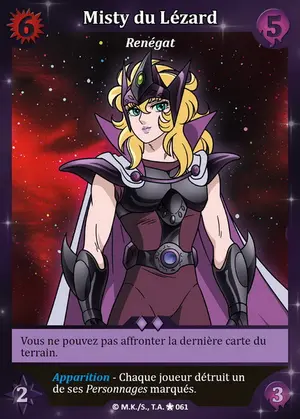 6
Misty du Lézard
5
Renégat
Vous ne pouvez pas affronter la dernière carte du
terrain.
2
Apparition - Chaque joueur détruit un
de ses Personnages marqués.
3
© M.K./S., T.A. ★ 061